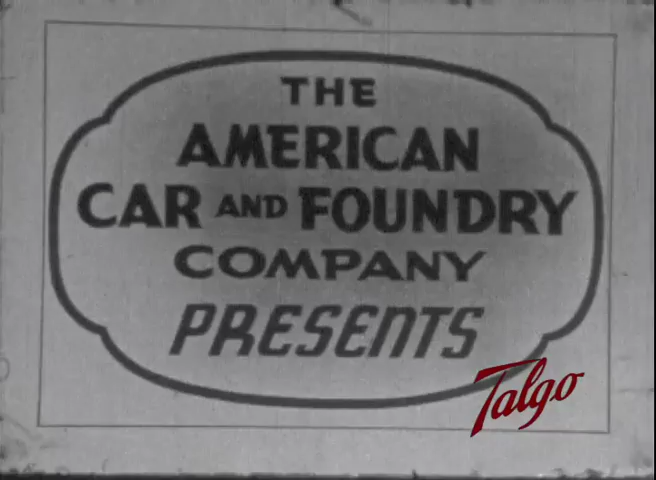 THE
AMERICAN
CAR AND FOUNDRY
COMPANY
PRESENTS
Talgo